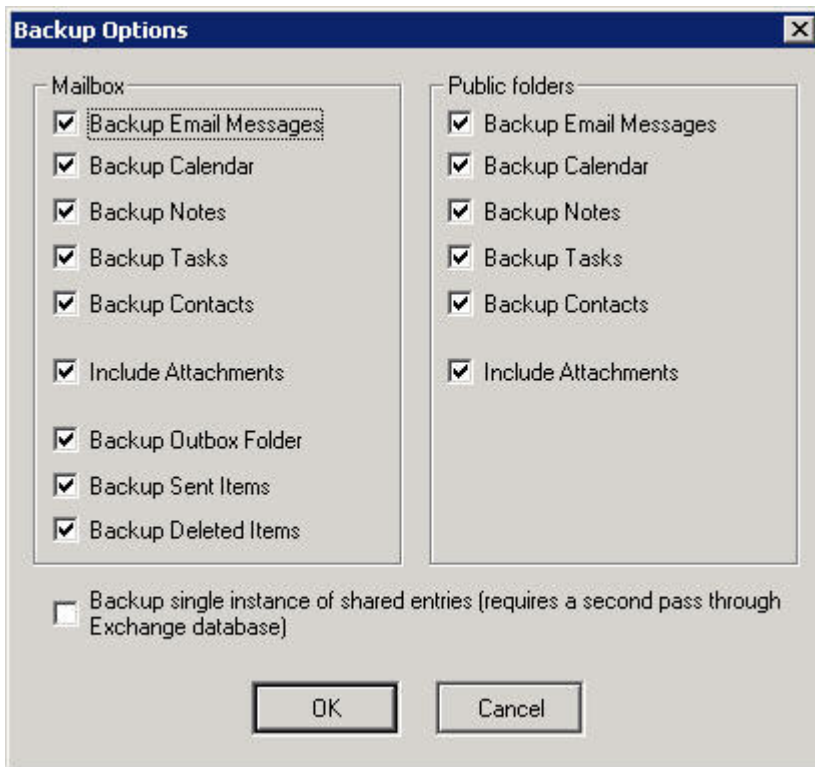 Backup Options
Mailbox
Backup Email Messages
Backup Calendar
Backup Notes
Backup Tasks
Backup Contacts
Include Attachments
Backup Outbox Folder
Backup Sent Items
Backup Deleted Items
Public folders
Backup Email Messages
Backup Calendar
Backup Notes
Backup Tasks
Backup Contacts
Include Attachments
Backup single instance of shared entries (requires a second pass through
Exchange database)
OK
Cancel